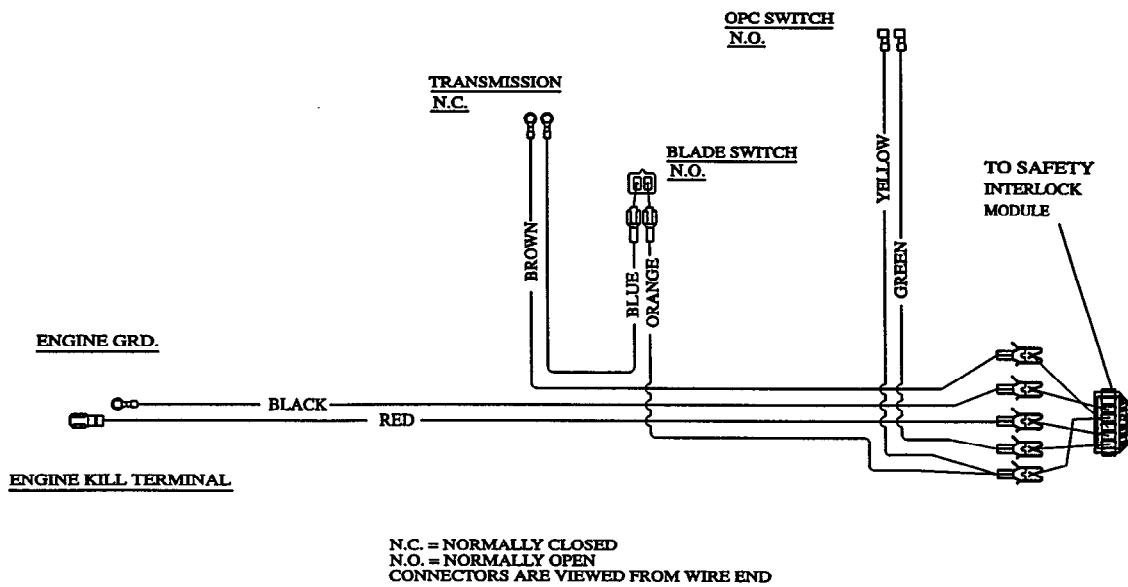 OPC SWITCH
N.O.
TRANSMISSION
N.C.
BLADE SWITCH
N.O.
YELLOW
TO SAFETY
INTERLOCK
MODULE
BROWN
BLUE
ORANGE
GREEN
ENGINE GRD.
BLACK
RED
ENGINE KILL TERMINAL
N.C. = NORMALLY CLOSED
N.O. = NORMALLY OPEN
CONNECTORS ARE VIEWED FROM WIRE END